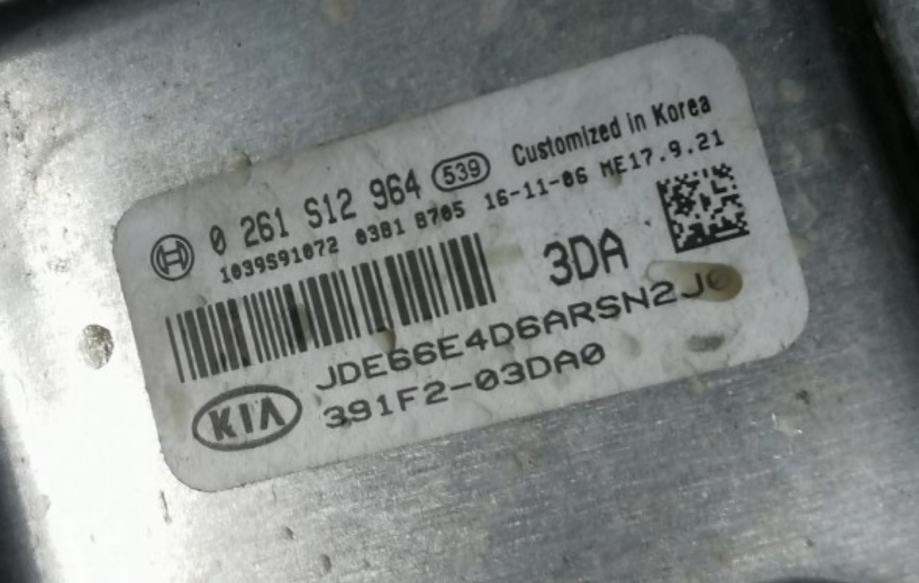 0 261 S12 964 539 Customized in Korea
1039S91072 0381 8705 16-11-06 ME17.9.21
3DA
JDE66E4D6ARSN2J0
KIA 391F2-03DA0